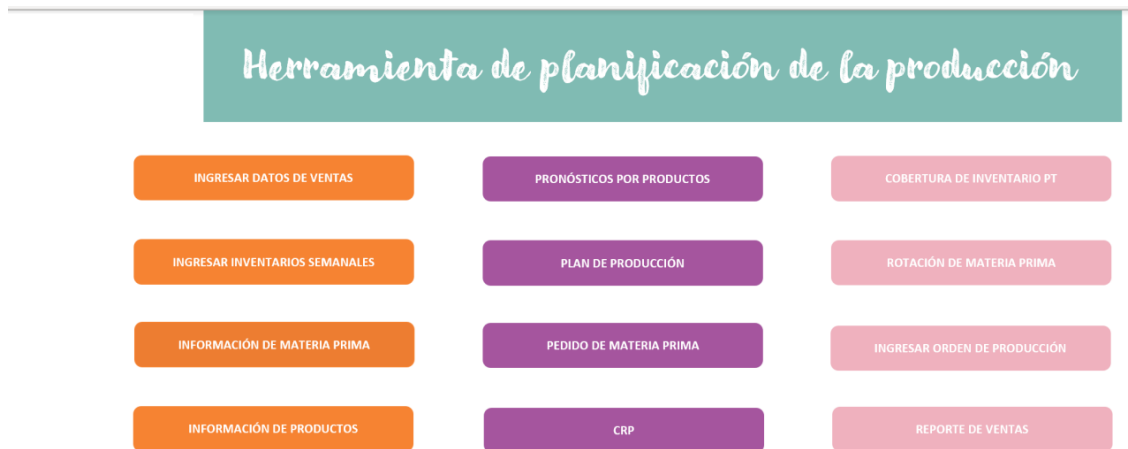 Herramienta de planificación de la producción
INGRESAR DATOS DE VENTAS
PRONÓSTICOS POR PRODUCTOS
COBERTURA DE INVENTARIO PT
INGRESAR INVENTARIOS SEMANALES
PLAN DE PRODUCCIÓN
ROTACIÓN DE MATERIA PRIMA
INFORMACIÓN DE MATERIA PRIMA
PEDIDO DE MATERIA PRIMA
INGRESAR ORDEN DE PRODUCCIÓN
INFORMACIÓN DE PRODUCTOS
CRP
REPORTE DE VENTAS